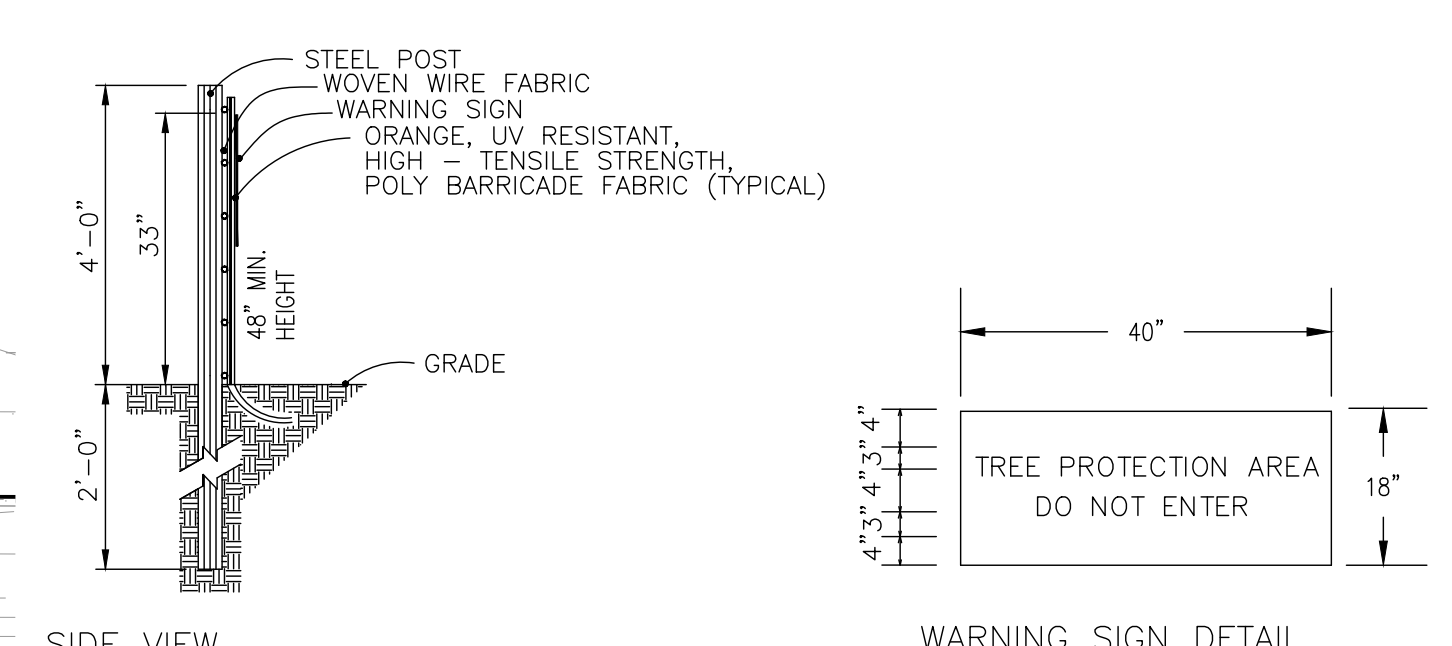 STEEL POST
WOVEN WIRE FABRIC
WARNING SIGN
ORANGE, UV RESISTANT,
HIGH – TENSILE STRENGTH,
POLY BARRICADE FABRIC (TYPICAL)
4'-0"
33"
48" MIN.
HEIGHT
GRADE
2'-0"
SIDE VIEW
40"
4"
3"
4"
3"
4"
TREE PROTECTION AREA
DO NOT ENTER
18"
WARNING SIGN DETAIL